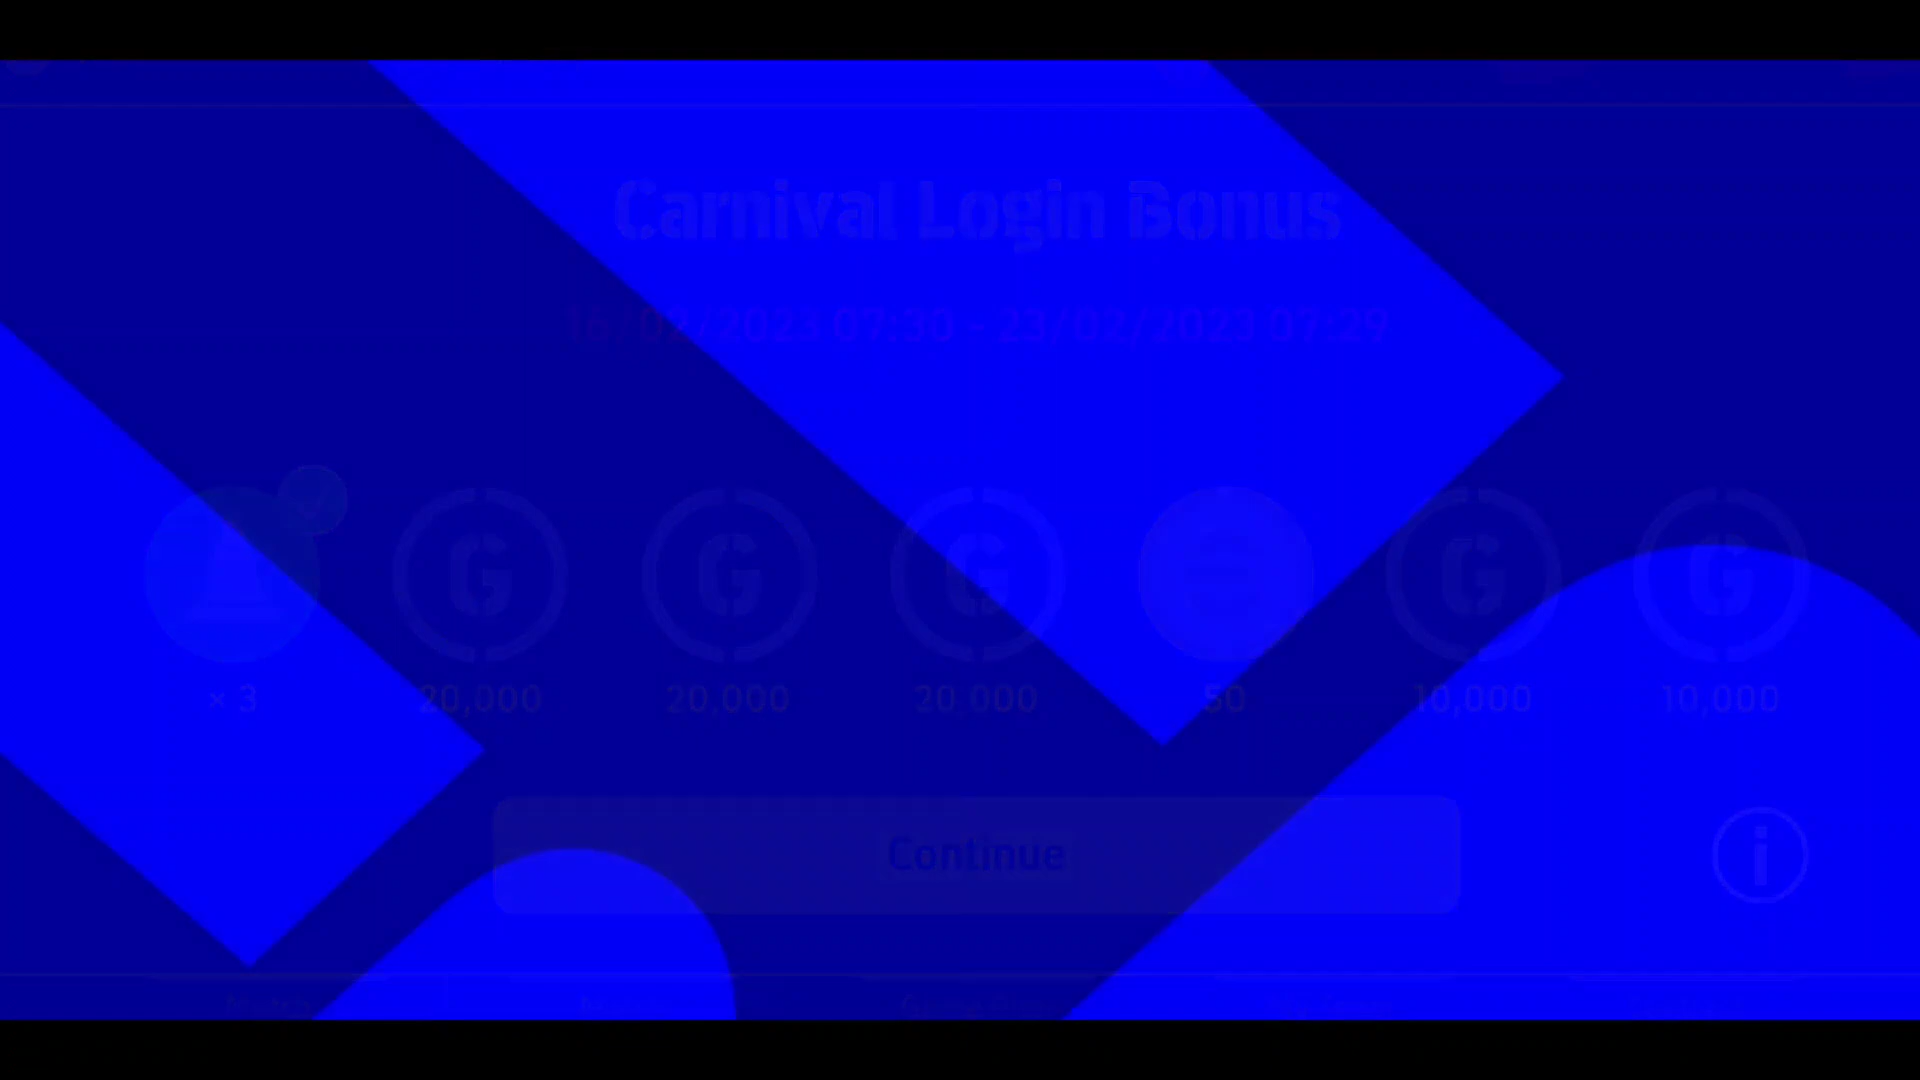 Carnival Login Bonus
16/02/2023 07:30 - 23/02/2023 07:29
G G G G G
× 3 20,000 20,000 20,000 50 10,000 10,000
Continue
i
Match